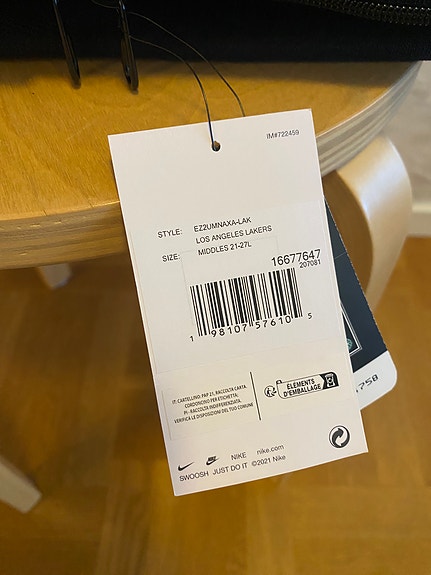 IM#722459
STYLE: EZ2UMNAXA-LAK
LOS ANGELES LAKERS
SIZE: MIDDLES 21-27L
16677647
207081
1 98107 57610 5
IT. CARTELLINO: PAP 21, RACCOLTA CARTA.
CORDONCINO PER ETICHETTA:
PI - RACCOLTA INDIFFERENZIATA.
VERIFICA LE DISPOSIZIONI DEL TUO COMUNE
ÉLÉMENTS
D'EMBALLAGE
NIKE nike.com
SWOOSH JUST DO IT ©2021 Nike
.758